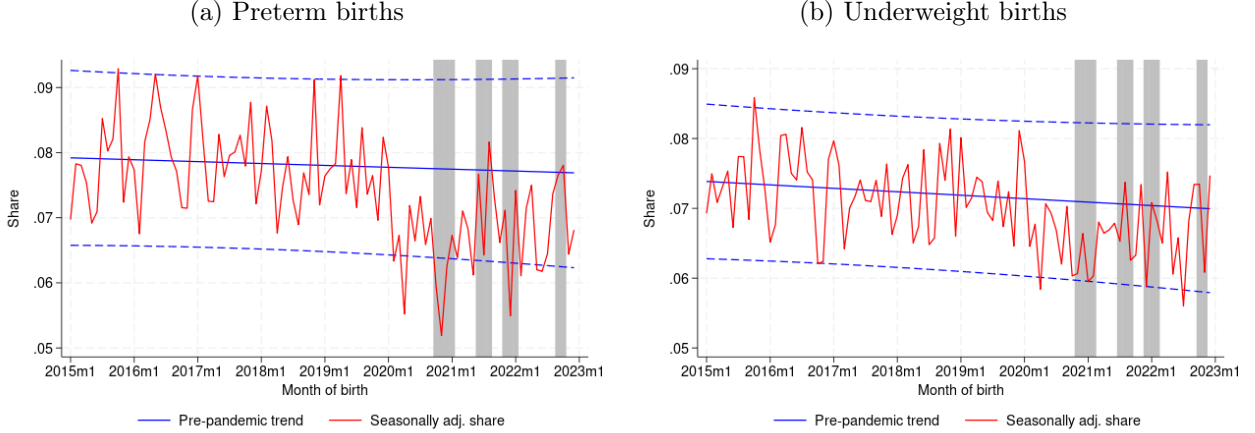 (a) Preterm births
(b) Underweight births
.09
.08
.07
.06
.05
Share
2015m1 2016m1 2017m1 2018m1 2019m1 2020m1 2021m1 2022m1 2023m1
Month of birth
Pre-pandemic trend Seasonally adj. share
.09
.08
.07
.06
.05
Share
2015m1 2016m1 2017m1 2018m1 2019m1 2020m1 2021m1 2022m1 2023m1
Month of birth
Pre-pandemic trend Seasonally adj. share